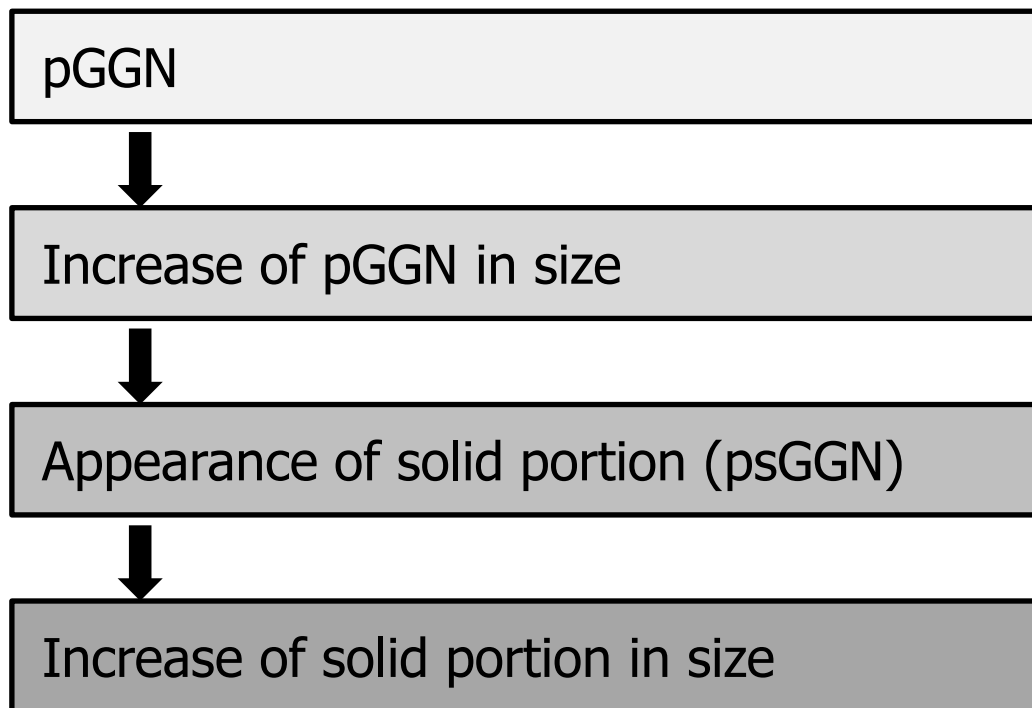 pGGN
Increase of pGGN in size
Appearance of solid portion (psGGN)
Increase of solid portion in size